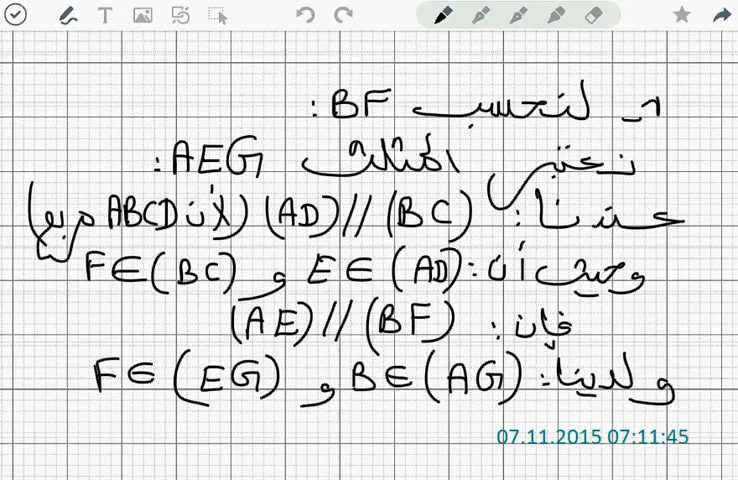 1- لنحسب BF:
نعتبر المثلث AEG:
عندنا: (BC)//(AD) (لأن ABCD مربع)
وحيث أن: E∈(AD) و F∈(BC)
فإن: (AE)//(BF)
ولدينا: B∈(AG) و F∈(EG)
07.11.2015 07:11:45